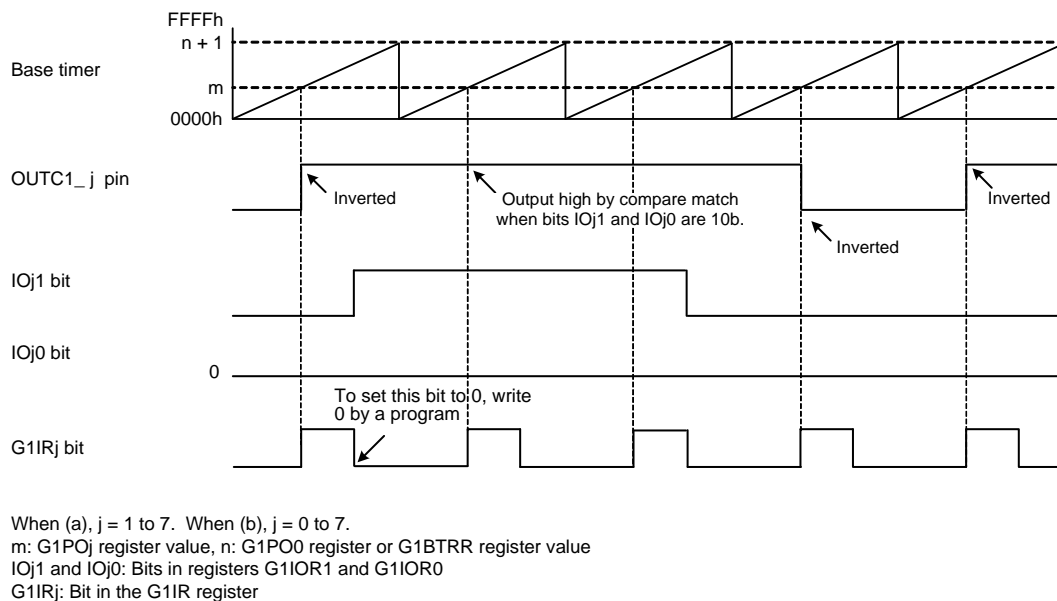 FFFFh
n + 1
Base timer
m
0000h
OUTC1_ j pin
Inverted
Output high by compare match
when bits IOj1 and IOj0 are 10b.
Inverted
Inverted
IOj1 bit
IOj0 bit
0
To set this bit to 0, write
0 by a program
G1IRj bit
When (a), j = 1 to 7. When (b), j = 0 to 7.
m: G1POj register value, n: G1PO0 register or G1BTRR register value
IOj1 and IOj0: Bits in registers G1IOR1 and G1IOR0
G1IRj: Bit in the G1IR register